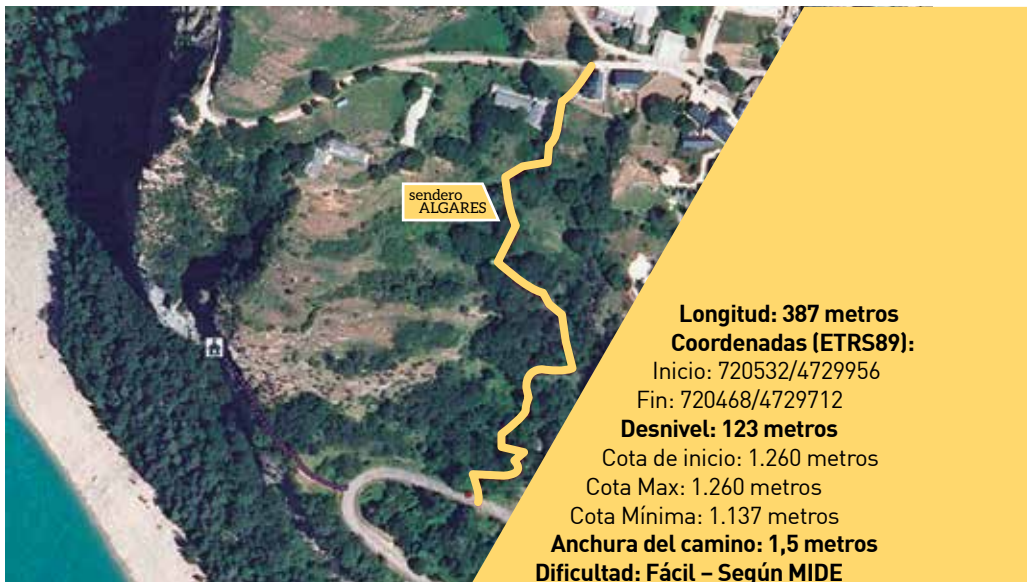 sendero
ALGARES
Longitud: 387 metros
Coordenadas (ETRS89):
Inicio: 720532/4729956
Fin: 720468/4729712
Desnivel: 123 metros
Cota de inicio: 1.260 metros
Cota Max: 1.260 metros
Cota Mínima: 1.137 metros
Anchura del camino: 1,5 metros
Dificultad: Fácil – Según MIDE